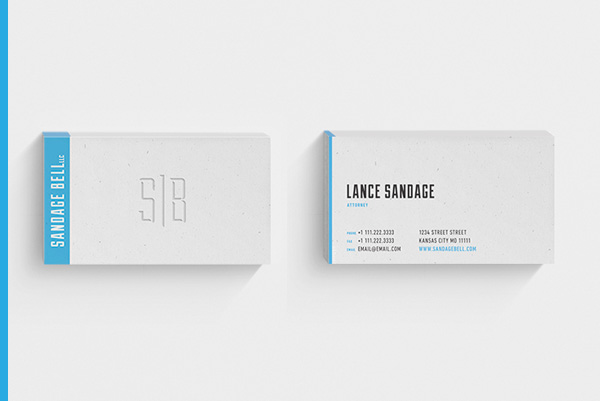 SANDAGE BELL LLC
S|B
LANCE SANDAGE
ATTORNEY
PHONE +1 111.222.3333
FAX +1 111.222.3333
EMAIL EMAIL@EMAIL.COM
1234 STREET STREET
KANSAS CITY MO 11111
WWW.SANDAGEBELL.COM